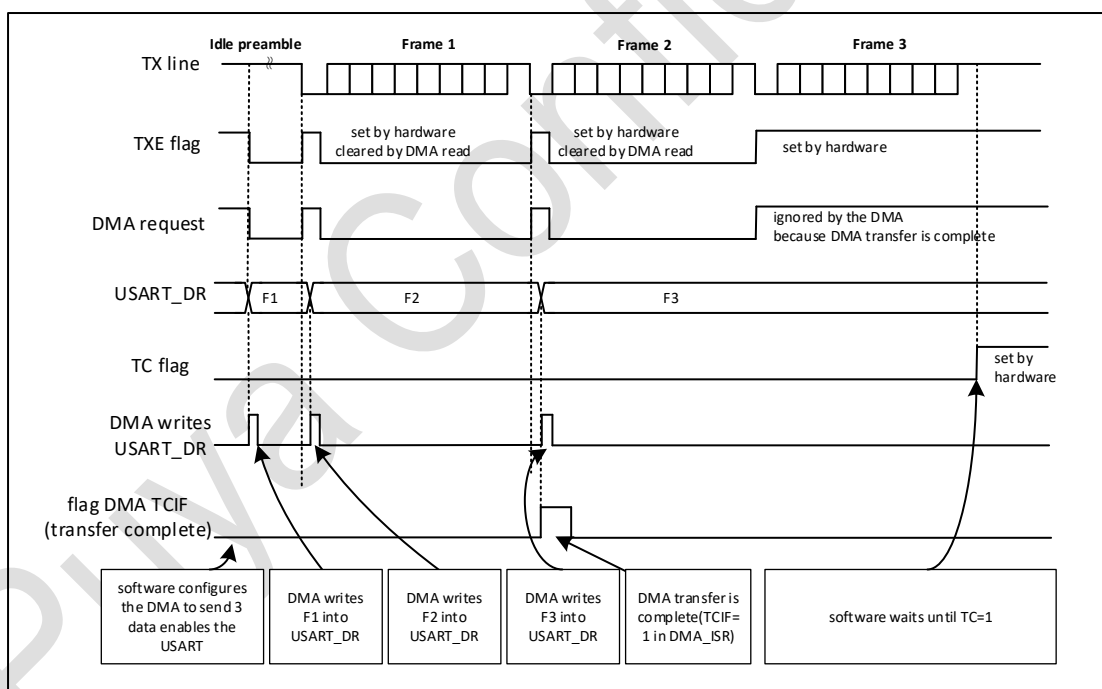 Idle preamble
Frame 1
Frame 2
Frame 3
TX line
TXE flag
set by hardware
cleared by DMA read
set by hardware
cleared by DMA read
set by hardware
DMA request
ignored by the DMA
because DMA transfer is complete
USART_DR
F1
F2
F3
TC flag
set by
hardware
DMA writes
USART_DR
flag DMA TCIF
(transfer complete)
software configures
the DMA to send 3
data enables the
USART
DMA writes
F1 into
USART_DR
DMA writes
F2 into
USART_DR
DMA writes
F3 into
USART_DR
DMA transfer is
complete(TCIF=
1 in DMA_ISR)
software waits until TC=1
Puya Confi